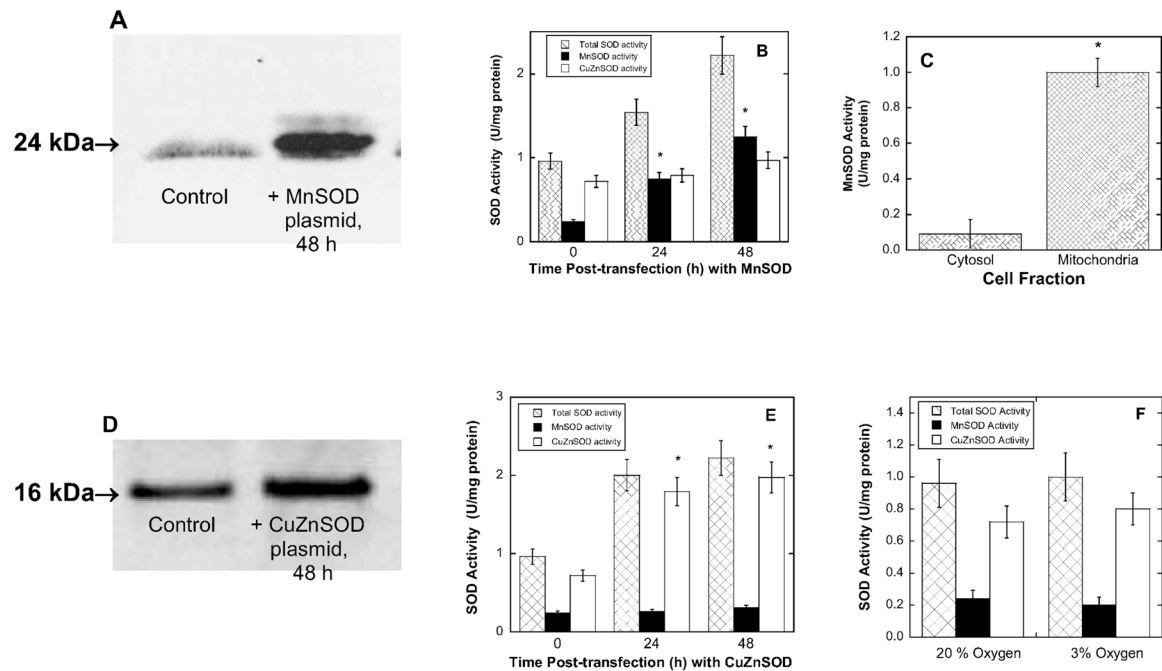 A
24 kDa→
Control
+ MnSOD
plasmid,
48 h
B
Total SOD activity
MnSOD activity
CuZnSOD activity
SOD Activity (U/mg protein)
2
1
0
*
*
0
24
48
Time Post-transfection (h) with MnSOD
C
MnSOD Activity
(U/mg protein)
1.2
1.0
0.8
0.6
0.4
0.2
0.0
*
Cytosol
Mitochondria
Cell Fraction
D
16 kDa→
Control
+ CuZnSOD
plasmid,
48 h
E
Total SOD activity
MnSOD activity
CuZnSOD activity
SOD Activity (U/mg protein)
3
2
1
0
*
*
0
24
48
Time Post-transfection (h) with CuZnSOD
F
Total SOD Activity
MnSOD Activity
CuZnSOD Activity
SOD Activity (U/mg protein)
1.4
1.2
1.0
0.8
0.6
0.4
0.2
0.0
20 % Oxygen
3% Oxygen